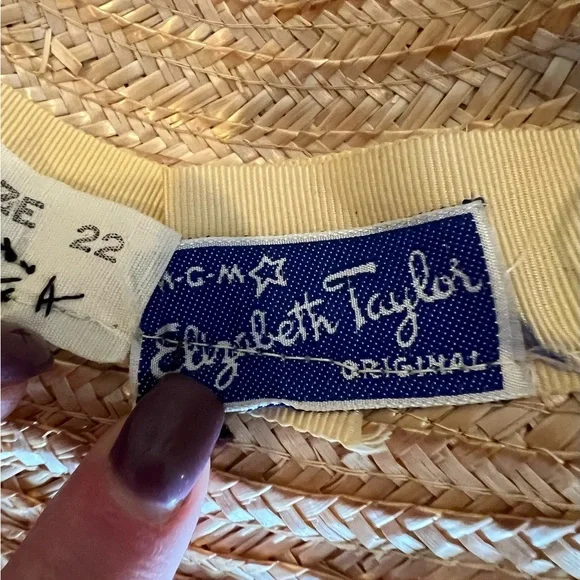 ZE 22
A
M-G-M
Elizabeth Taylor
ORIGINAL